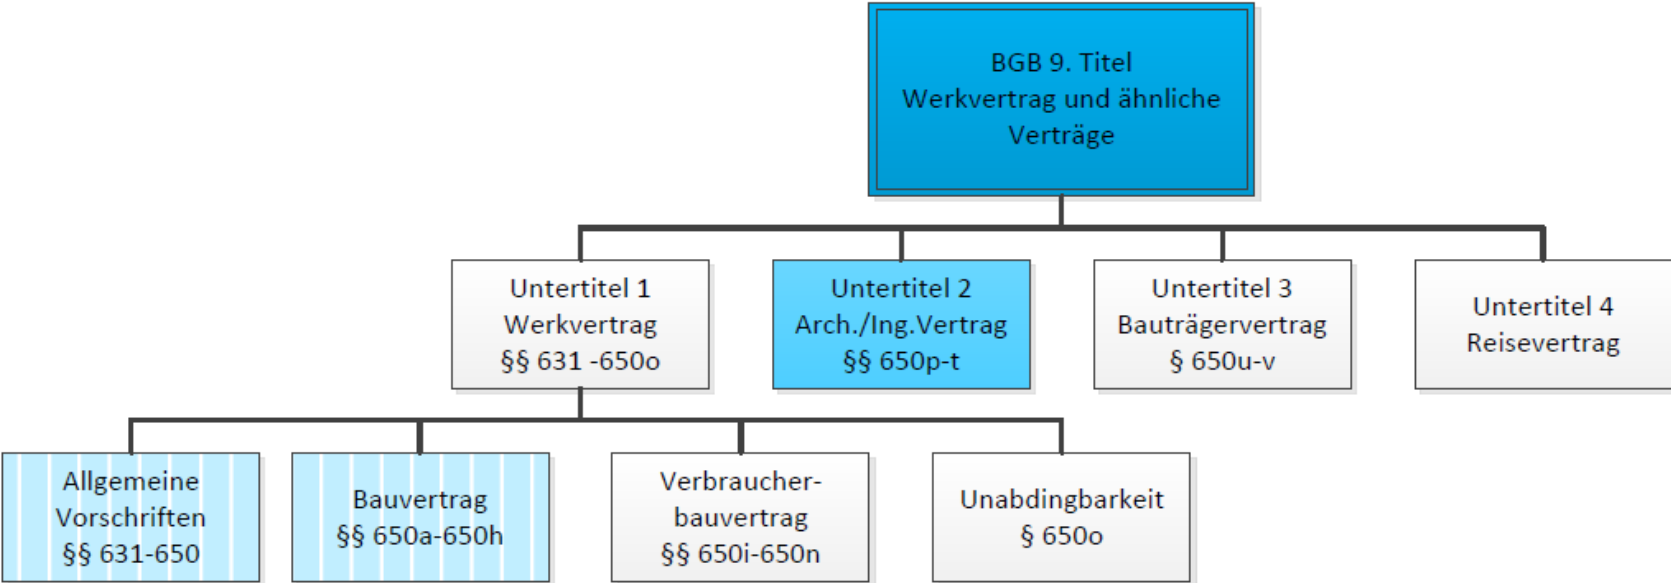 BGB 9. Titel
Werkvertrag und ähnliche
Verträge
Untertitel 1
Werkvertrag
§§ 631 -650o
Untertitel 2
Arch./Ing.Vertrag
§§ 650p-t
Untertitel 3
Bauträgervertrag
§ 650u-v
Untertitel 4
Reisevertrag
Allgemeine
Vorschriften
§§ 631-650
Bauvertrag
§§ 650a-650h
Verbraucher-
bauvertrag
§§ 650i-650n
Unabdingbarkeit
§ 650o